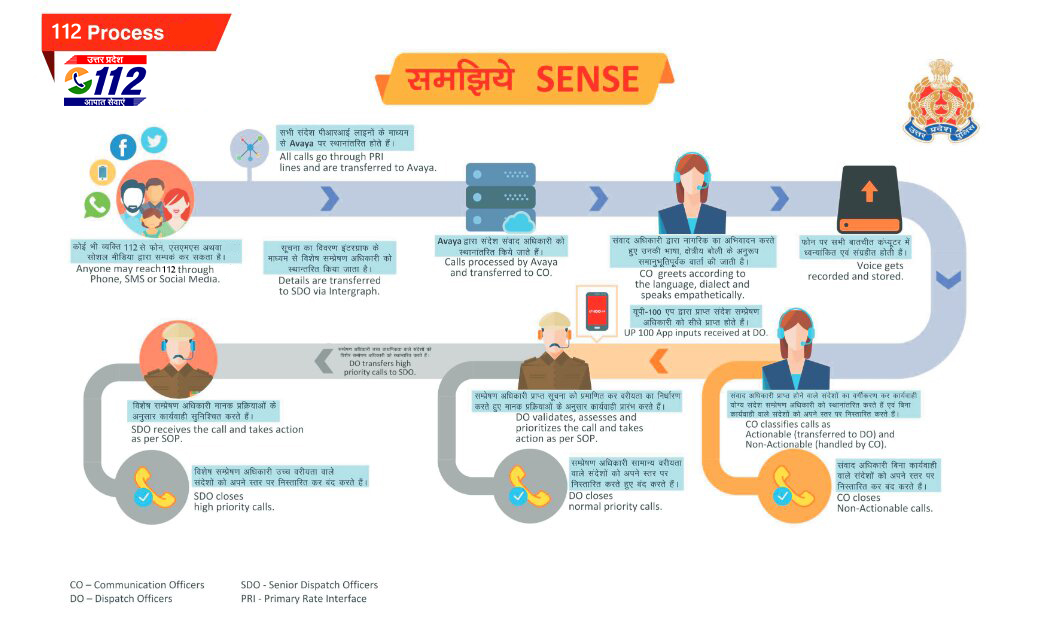 112 Process
उत्तर प्रदेश
112
आपात सेवाएं
समझिये SENSE
उत्तर प्रदेश पुलिस
सभी संदेश पीआरआई लाइनों के माध्यम
से Avaya पर स्थानांतरित होते हैं।
All calls go through PRI
lines and are transferred to Avaya.
कोई भी व्यक्ति 112 से फोन, एसएमएस अथवा
सोशल मीडिया द्वारा सम्पर्क कर सकता है।
Anyone may reach 112 through
Phone, SMS or Social Media.
सूचना का विवरण इंटरग्राफ के
माध्यम से विशेष सम्प्रेषण अधिकारी को
स्थान्तरित किया जाता है।
Details are transferred
to SDO via Intergraph.
Avaya द्वारा संदेश संवाद अधिकारी को
स्थानांतरित किये जाते हैं।
Calls processed by Avaya
and transferred to CO.
संवाद अधिकारी द्वारा नागरिक का अभिवादन करते
हुए उनकी भाषा, क्षेत्रीय बोली के अनुरूप
समानुभूतिपूर्वक वार्ता की जाती है।
CO greets according to
the language, dialect and
speaks empathetically.
फोन पर सभी बातचीत कंप्यूटर में
ध्वन्यांकित एवं संग्रहीत होती है।
Voice gets
recorded and stored.
यूपी-100 एप द्वारा प्राप्त संदेश सम्प्रेषण
अधिकारी को सीधे प्राप्त होते हैं।
UP 100 App inputs received at DO.
संवाद अधिकारी प्राप्त होने वाले संदेशों का वर्गीकरण कर कार्यवाही
योग्य संदेश सम्प्रेषण अधिकारी को स्थानांतरित करते हैं एवं बिना
कार्यवाही वाले संदेशों को अपने स्तर पर निस्तारित करते हैं।
CO classifies calls as
Actionable (transferred to DO) and
Non-Actionable (handled by CO).
संवाद अधिकारी बिना कार्यवाही
वाले संदेशों को अपने स्तर पर
निस्तारित कर बंद करते हैं।
CO closes
Non-Actionable calls.
सम्प्रेषण अधिकारी प्राप्त सूचना को प्रमाणित कर वरीयता का निर्धारण
करते हुए मानक प्रक्रियाओं के अनुसार कार्यवाही प्रारंभ करते हैं।
DO validates, assesses and
prioritizes the call and takes
action as per SOP.
सम्प्रेषण अधिकारी सामान्य वरीयता
वाले संदेशों को अपने स्तर पर
निस्तारित करते हुए बंद करते हैं।
DO closes
normal priority calls.
सम्प्रेषण अधिकारी उच्च वाले संदेशों को
विशेष सम्प्रेषण अधिकारी को स्थानांतरित करते हैं।
DO transfers high
priority calls to SDO.
विशेष सम्प्रेषण अधिकारी मानक प्रक्रियाओं के
अनुसार कार्यवाही सुनिश्चित करते हैं।
SDO receives the call and takes action
as per SOP.
विशेष सम्प्रेषण अधिकारी उच्च वरीयता वाले
संदेशों को अपने स्तर पर निस्तारित कर बंद करते हैं।
SDO closes
high priority calls.
CO – Communication Officers
SDO - Senior Dispatch Officers
DO – Dispatch Officers
PRI - Primary Rate Interface